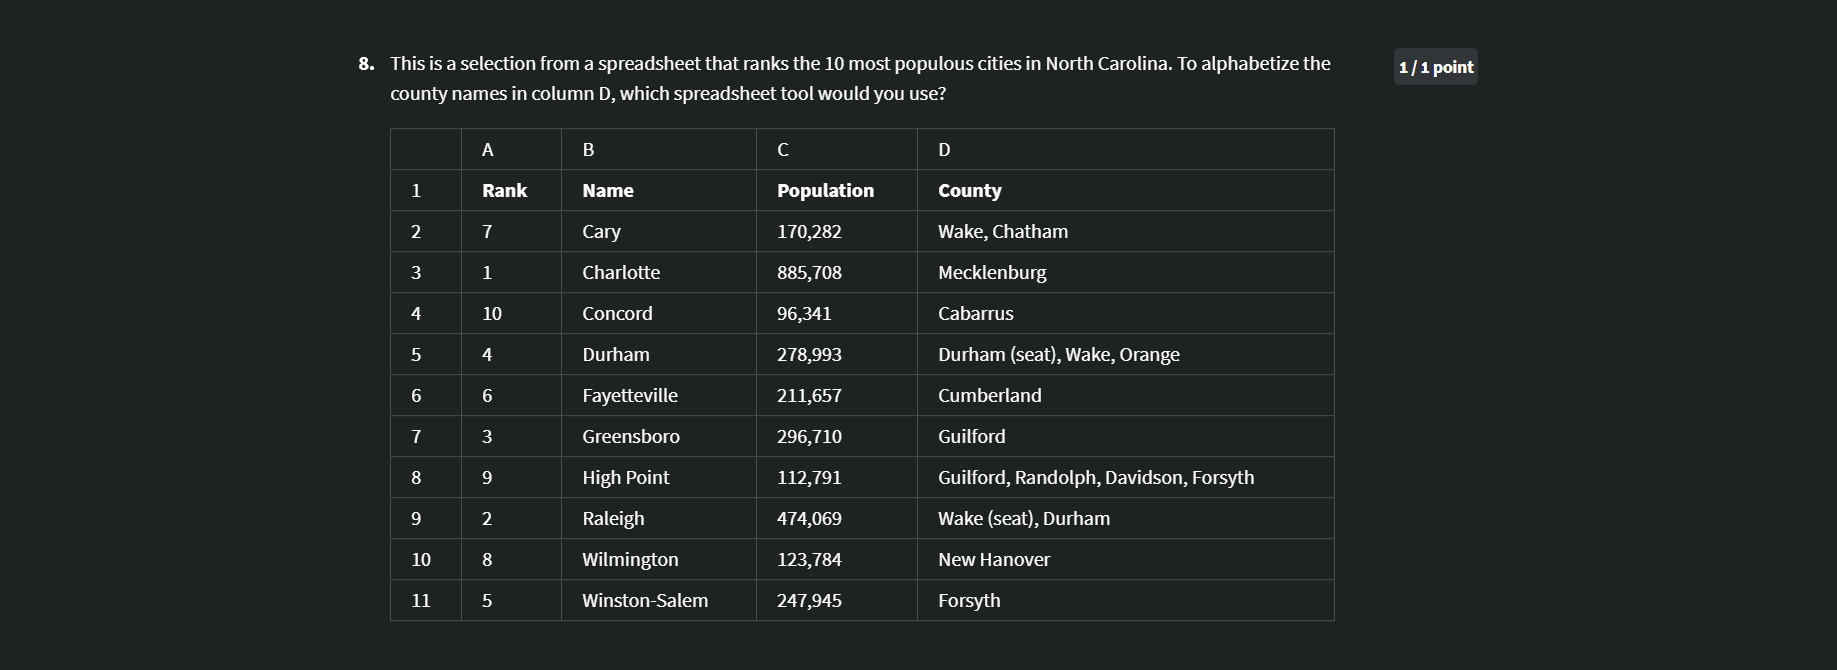 8. This is a selection from a spreadsheet that ranks the 10 most populous cities in North Carolina. To alphabetize the
county names in column D, which spreadsheet tool would you use?
1 / 1 point
A B C D
1 Rank Name Population County
2 7 Cary 170,282 Wake, Chatham
3 1 Charlotte 885,708 Mecklenburg
4 10 Concord 96,341 Cabarrus
5 4 Durham 278,993 Durham (seat), Wake, Orange
6 6 Fayetteville 211,657 Cumberland
7 3 Greensboro 296,710 Guilford
8 9 High Point 112,791 Guilford, Randolph, Davidson, Forsyth
9 2 Raleigh 474,069 Wake (seat), Durham
10 8 Wilmington 123,784 New Hanover
11 5 Winston-Salem 247,945 Forsyth